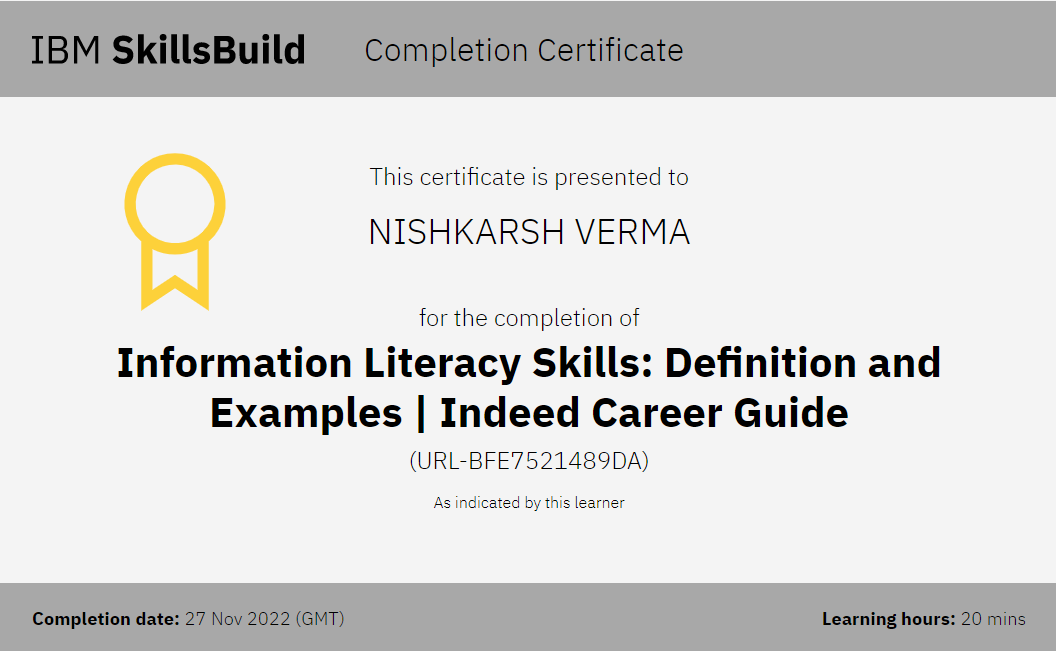 IBM SkillsBuild Completion Certificate
This certificate is presented to
NISHKARSH VERMA
for the completion of
Information Literacy Skills: Definition and
Examples | Indeed Career Guide
(URL-BFE7521489DA)
As indicated by this learner
Completion date: 27 Nov 2022 (GMT)
Learning hours: 20 mins